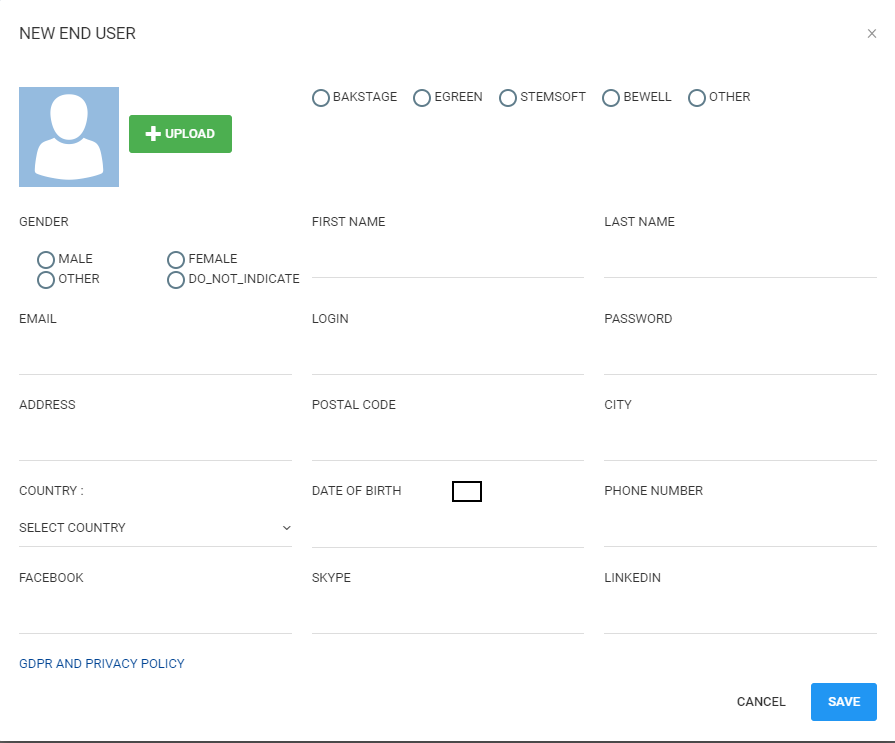 NEW END USER ×
BAKSTAGE EGREEN STEMSOFT BEWELL OTHER
UPLOAD
GENDER FIRST NAME LAST NAME
MALE FEMALE
OTHER DO_NOT_INDICATE
EMAIL LOGIN PASSWORD
ADDRESS POSTAL CODE CITY
COUNTRY : DATE OF BIRTH PHONE NUMBER
SELECT COUNTRY
FACEBOOK SKYPE LINKEDIN
GDPR AND PRIVACY POLICY
CANCEL SAVE